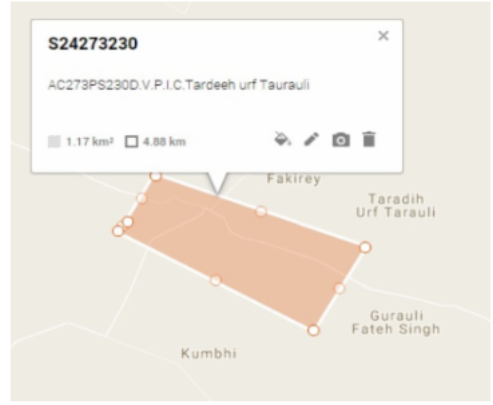 S24273230
AC273PS230D.V.P.I.C.Tardeeh urf Taurauli
1.17 km² 4.88 km
Fakirey
Taradih
Urf Tarauli
Gurauli
Fateh Singh
Kumbhi